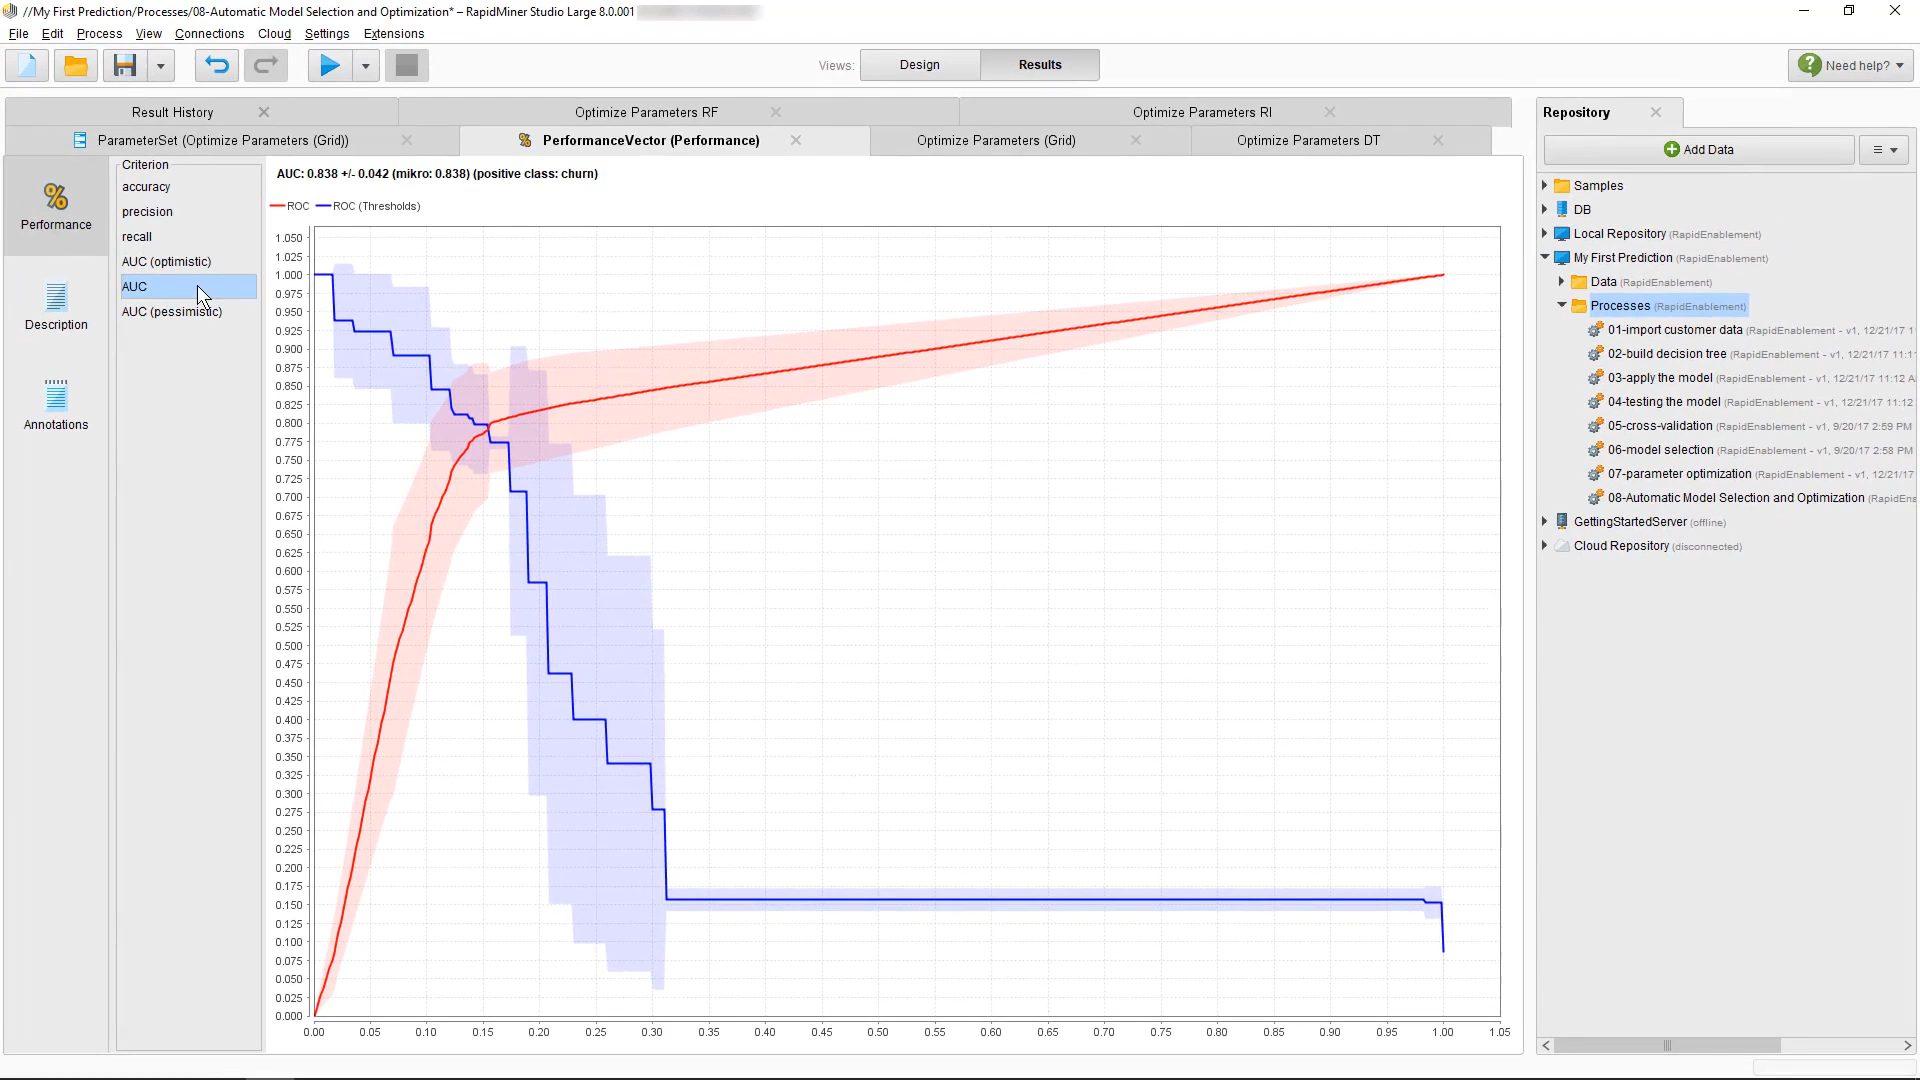 //My First Prediction/Processes/08-Automatic Model Selection and Optimization* – RapidMiner Studio Large 8.0.001
File Edit Process View Connections Cloud Settings Extensions
Views: Design Results Need help?
Result History Optimize Parameters RF Optimize Parameters RI
ParameterSet (Optimize Parameters (Grid)) PerformanceVector (Performance) Optimize Parameters (Grid) Optimize Parameters DT
% Performance
Description
Annotations
Criterion
accuracy
precision
recall
AUC (optimistic)
AUC
AUC (pessimistic)
AUC: 0.838 +/- 0.042 (mikro: 0.838) (positive class: churn)
ROC ROC (Thresholds)
1.050
1.025
1.000
0.975
0.950
0.925
0.900
0.875
0.850
0.825
0.800
0.775
0.750
0.725
0.700
0.675
0.650
0.625
0.600
0.575
0.550
0.525
0.500
0.475
0.450
0.425
0.400
0.375
0.350
0.325
0.300
0.275
0.250
0.225
0.200
0.175
0.150
0.125
0.100
0.075
0.050
0.025
0.000
0.00 0.05 0.10 0.15 0.20 0.25 0.30 0.35 0.40 0.45 0.50 0.55 0.60 0.65 0.70 0.75 0.80 0.85 0.90 0.95 1.00 1.05
Repository
Add Data
Samples
DB
Local Repository (RapidEnablement)
My First Prediction (RapidEnablement)
Data (RapidEnablement)
Processes (RapidEnablement)
01-import customer data (RapidEnablement – v1, 12/21/17 1
02-build decision tree (RapidEnablement – v1, 12/21/17 11:1
03-apply the model (RapidEnablement – v1, 12/21/17 11:12 A
04-testing the model (RapidEnablement – v1, 12/21/17 11:12
05-cross-validation (RapidEnablement – v1, 9/20/17 2:59 PM
06-model selection (RapidEnablement – v1, 9/20/17 2:58 PM
07-parameter optimization (RapidEnablement – v1, 12/21/17
08-Automatic Model Selection and Optimization (RapidEna
GettingStartedServer (offline)
Cloud Repository (disconnected)